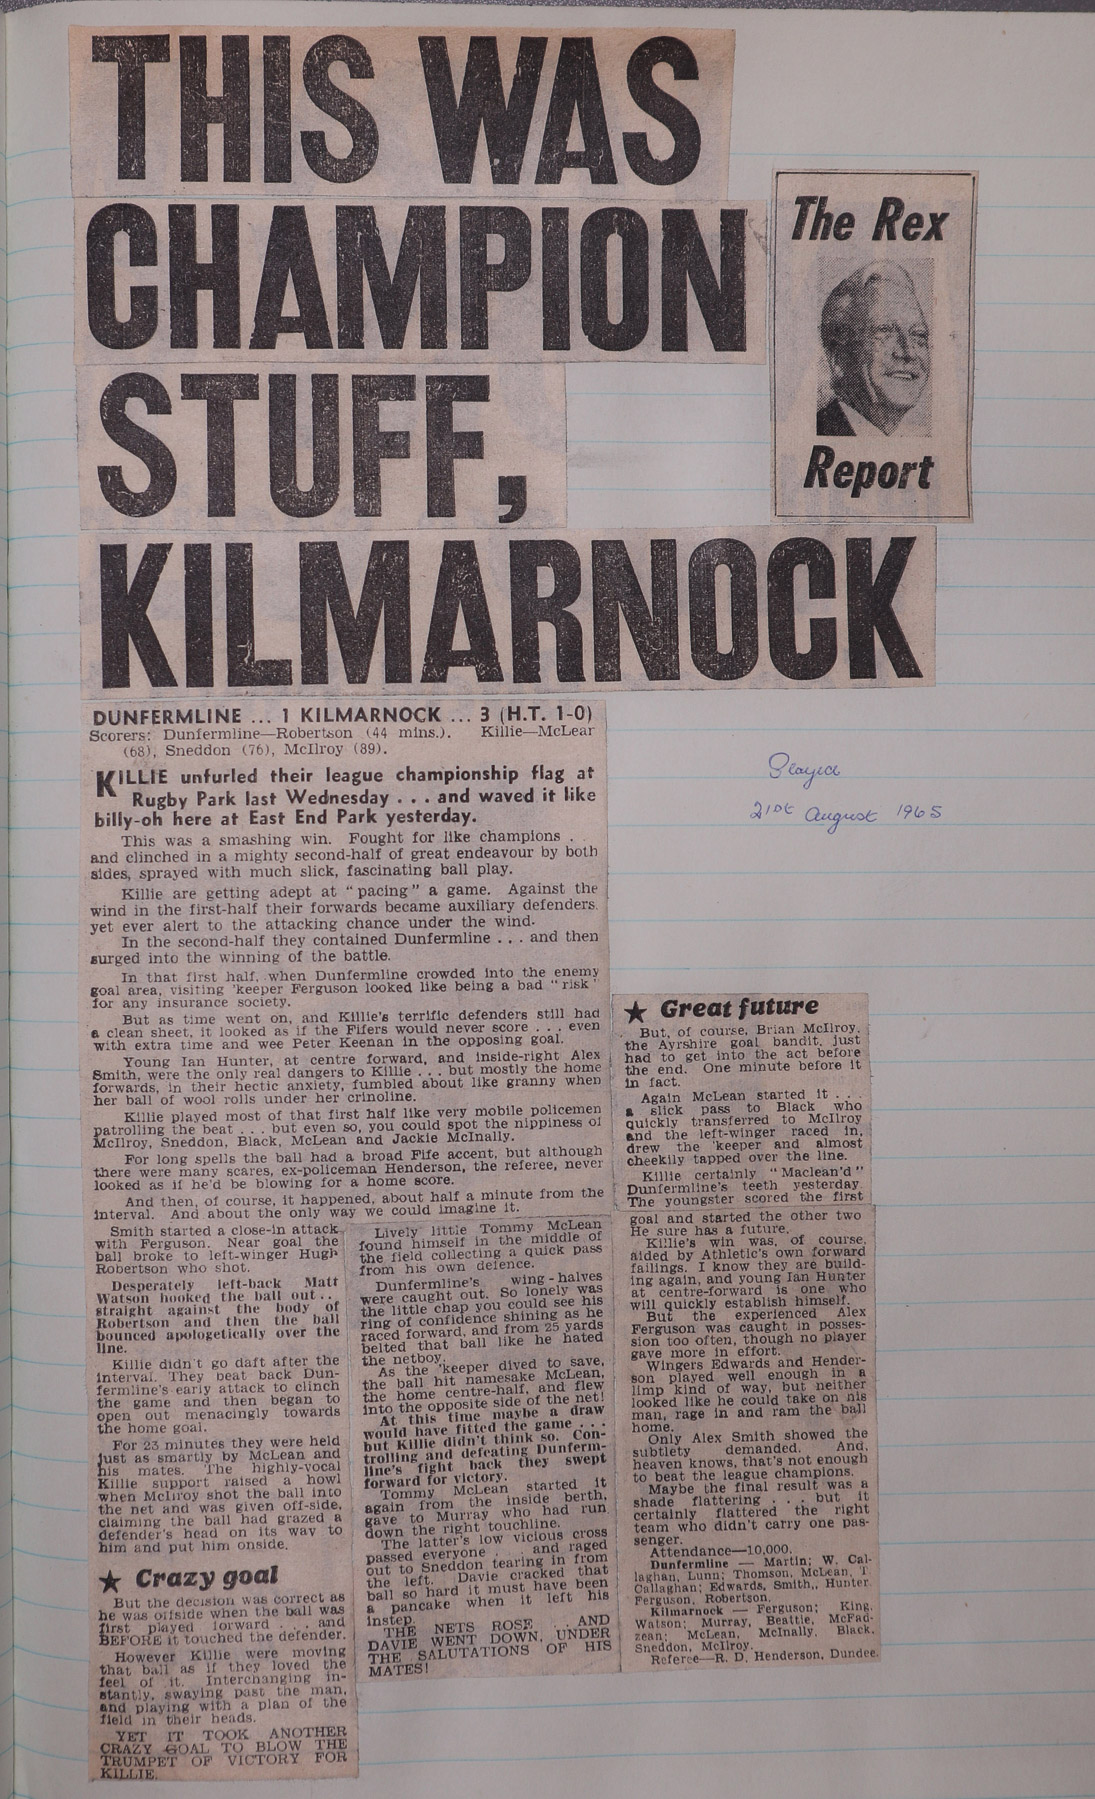 THIS WAS
CHAMPION
STUFF,
KILMARNOCK
The Rex
Report
Played
21st August 1965
DUNFERMLINE ... 1 KILMARNOCK ... 3 (H.T. 1-0)
Scorers: Dunfermline—Robertson (44 mins.). Killie—McLear
(68), Sneddon (76), McIlroy (89).
KILLIE unfurled their league championship flag at
Rugby Park last Wednesday . . . and waved it like
billy-oh here at East End Park yesterday.
This was a smashing win. Fought for like champions .
and clinched in a mighty second-half of great endeavour by both
sides, sprayed with much slick, fascinating ball play.
Killie are getting adept at "pacing" a game. Against the
wind in the first-half their forwards became auxiliary defenders.
yet ever alert to the attacking chance under the wind.
In the second-half they contained Dunfermline . . . and then
surged into the winning of the battle.
In that first half, when Dunfermline crowded into the enemy
goal area, visiting 'keeper Ferguson looked like being a bad "risk"
for any insurance society.
But as time went on, and Killie's terrific defenders still had
a clean sheet, it looked as if the Fifers would never score . . . even
with extra time and wee Peter Keenan in the opposing goal.
Young Ian Hunter, at centre forward, and inside-right Alex
Smith, were the only real dangers to Killie . . . but mostly the home
forwards, in their hectic anxiety, fumbled about like granny when
her ball of wool rolls under her crinoline.
Killie played most of that first half like very mobile policemen
patrolling the beat . . . but even so, you could spot the nippiness of
McIlroy, Sneddon, Black, McLean and Jackie McInally.
For long spells the ball had a broad Fife accent, but although
there were many scares, ex-policeman Henderson, the referee, never
looked as if he'd be blowing for a home score.
And then, of course, it happened, about half a minute from the
interval. And about the only way we could imagine it.
Smith started a close-in attack
with Ferguson. Near goal the
ball broke to left-winger Hugh
Robertson who shot.
Desperately left-back Matt
Watson hooked the ball out . .
straight against the body of
Robertson and then the ball
bounced apologetically over the
line.
Killie didn't go daft after the
interval. They beat back Dun-
fermline's early attack to clinch
the game and then began to
open out menacingly towards
the home goal.
For 23 minutes they were held
just as smartly by McLean and
his mates. The highly-vocal
Killie support raised a howl
when McIlroy shot the ball into
the net and was given off-side,
claiming the ball had grazed a
defender's head on its way to
him and put him onside.
★ Crazy goal
But the decision was correct as
he was offside when the ball was
first played forward . . . and
BEFORE it touched the defender.
However Killie were moving
that ball as if they loved the
feel of it. Interchanging in-
stantly, swaying past the man,
and playing with a plan of the
field in their heads.
YET IT TOOK ANOTHER
CRAZY GOAL TO BLOW THE
TRUMPET OF VICTORY FOR
KILLIE.
Lively little Tommy McLean
found himself in the middle of
the field collecting a quick pass
from his own defence.
Dunfermline's wing-halves
were caught out. So lonely was
the little chap you could see his
ring of confidence shining as he
raced forward, and from 25 yards
belted that ball like he hated
the netboy.
As the 'keeper dived to save,
the ball hit namesake McLean,
the home centre-half, and flew
into the opposite side of the net!
At this time maybe a draw
would have fitted the game . . .
but Killie didn't think so. Con-
trolling and defeating Dunferm-
line's fight back they swept
forward for victory.
Tommy McLean started it
again from the inside berth,
gave to Murray who had run
down the right touchline.
The latter's low vicious cross
passed everyone . . . and raged
out to Sneddon tearing in from
the left. Davie cracked that
ball so hard it must have been
a pancake when it left his
instep.
THE NETS ROSE . . . AND
DAVIE WENT DOWN, UNDER
THE SALUTATIONS OF HIS
MATES!
★ Great future
But, of course, Brian McIlroy,
the Ayrshire goal bandit, just
had to get into the act before
the end. One minute before it
in fact.
Again McLean started it . . .
a slick pass to Black who
quickly transferred to McIlroy
and the left-winger raced in,
drew the 'keeper and almost
cheekily tapped over the line.
Killie certainly "Maclean'd"
Dunfermline's teeth yesterday.
The youngster scored the first
goal and started the other two
He sure has a future.
Killie's win was, of course,
aided by Athletic's own forward
failings. I know they are build-
ing again, and young Ian Hunter
at centre-forward is one who
will quickly establish himself.
But the experienced Alex
Ferguson was caught in posses-
sion too often, though no player
gave more in effort.
Wingers Edwards and Hender-
son played well enough in a
limp kind of way, but neither
looked like he could take on his
man, rage in and ram the ball
home.
Only Alex Smith showed the
subtlety demanded. And,
heaven knows, that's not enough
to beat the league champions.
Maybe the final result was a
shade flattering . . . but it
certainly flattered the right
team who didn't carry one pas-
senger.
Attendance—10,000.
Dunfermline — Martin; W. Cal-
laghan, Lunn; Thomson, McLean, T
Callaghan; Edwards, Smith, Hunter,
Ferguson, Robertson.
Kilmarnock — Ferguson; King,
Watson; Murray, Beattie, McFad-
zean; McLean, McInally, Black,
Sneddon, McIlroy.
Referee—R. D. Henderson, Dundee.